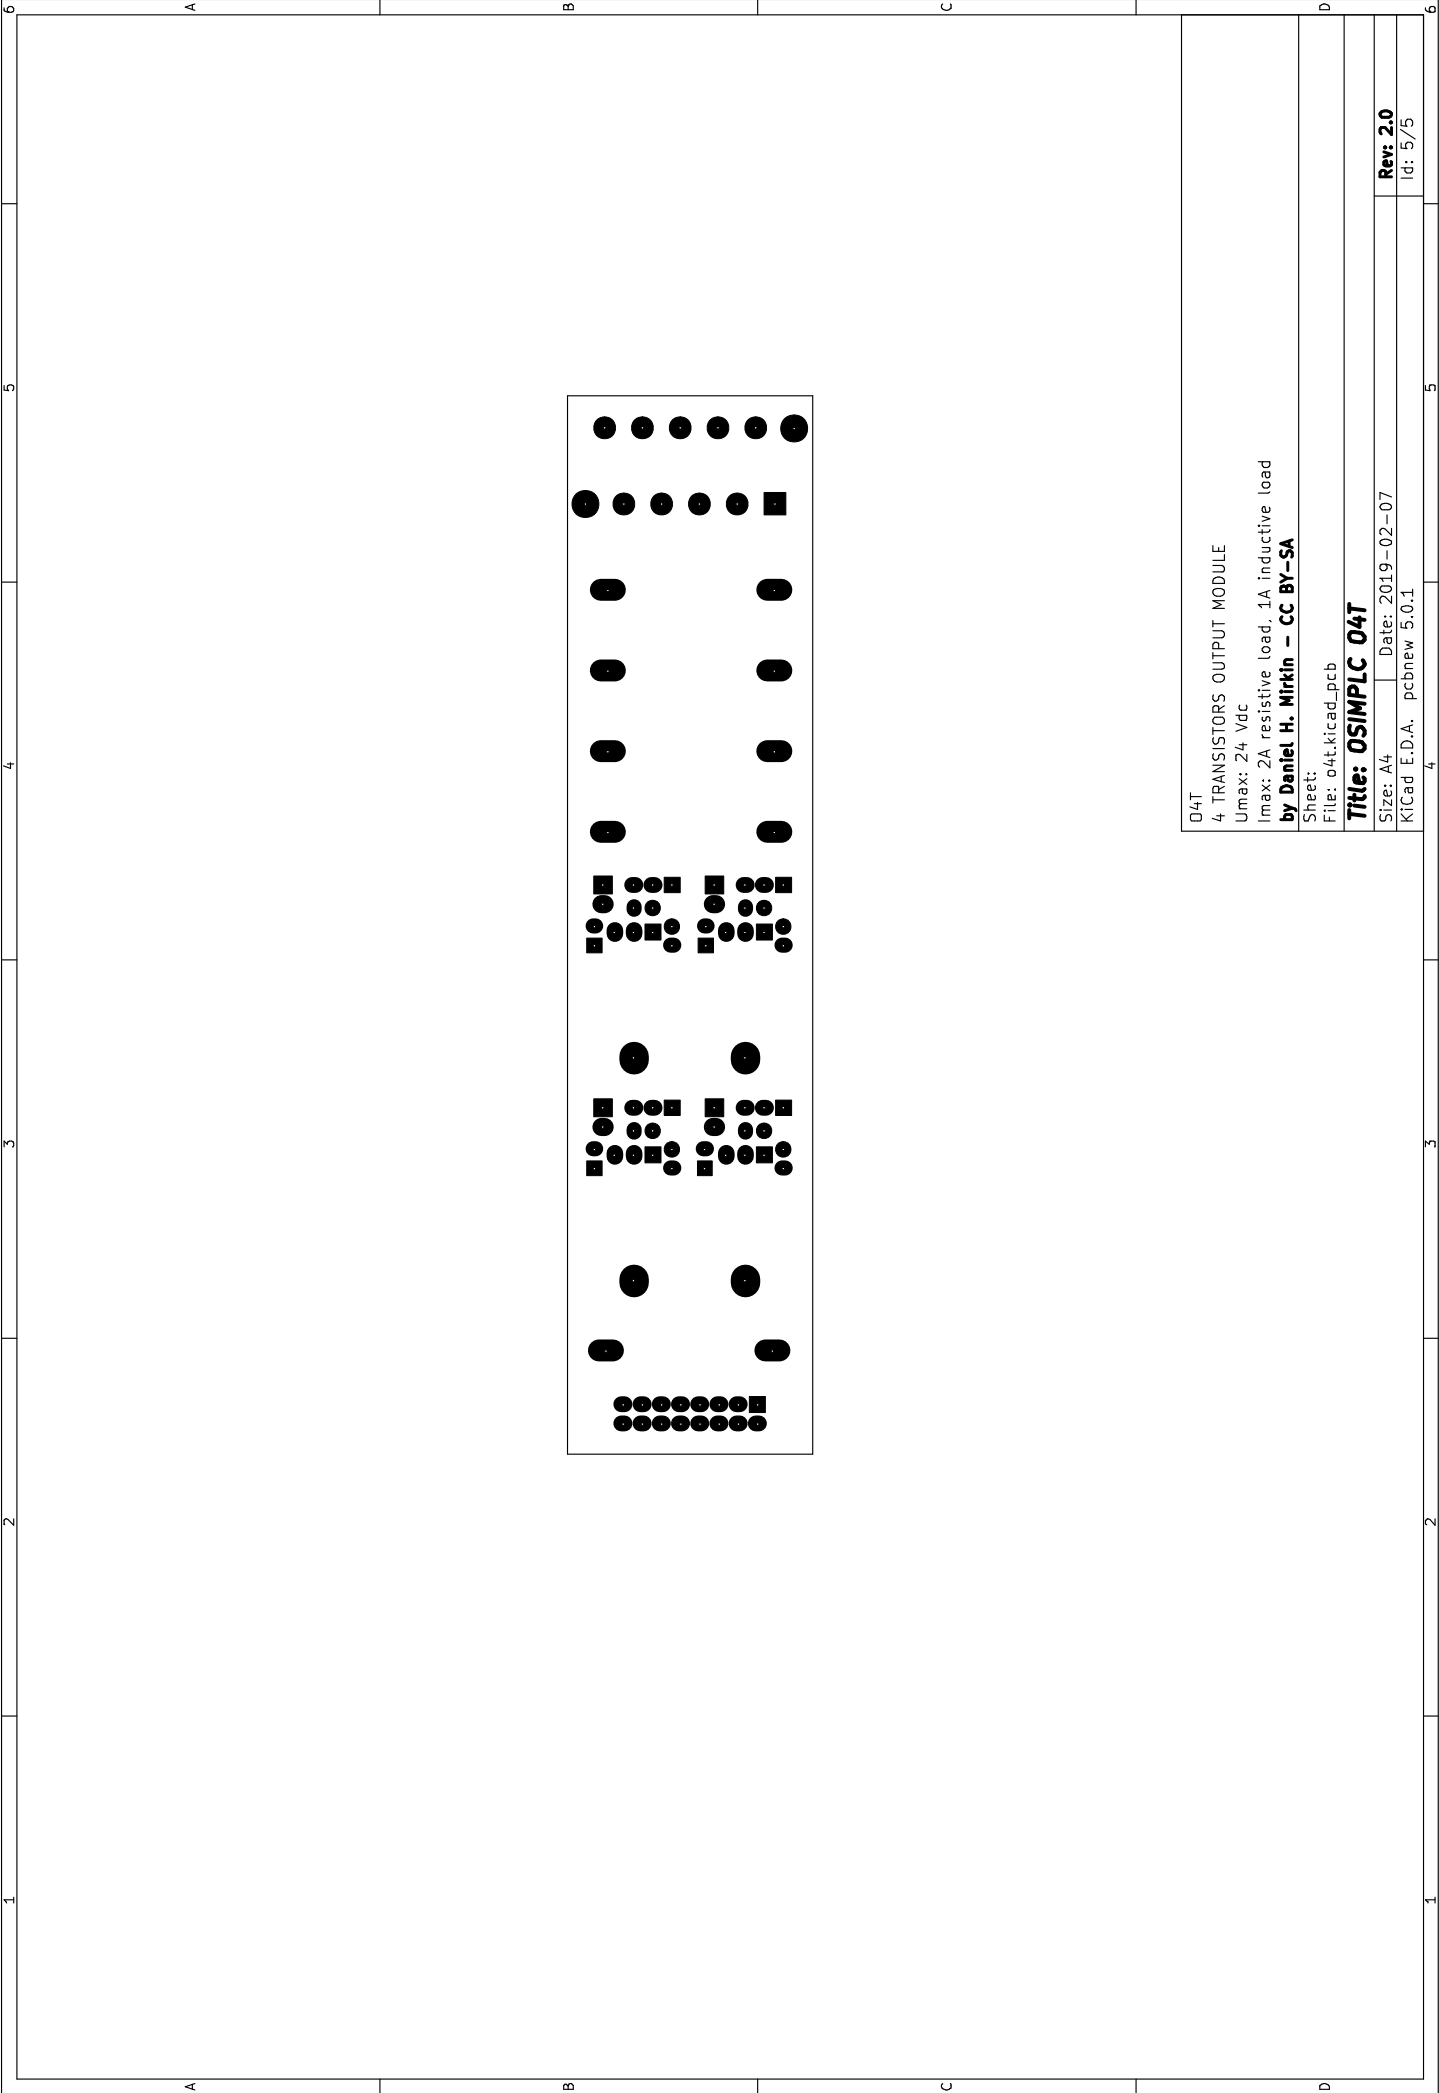 O4T
4 TRANSISTORS OUTPUT MODULE
Umax: 24 Vdc
Imax: 2A resistive load, 1A inductive load
by Daniel H. Mirkin - CC BY-SA
Sheet:
File: o4t.kicad_pcb
Title: OSIMPLC O4T
Size: A4 Date: 2019-02-07 Rev: 2.0
KiCad E.D.A. pcbnew 5.0.1 Id: 5/5
1 2 3 4 5 6
1 2 3 4 5 6
A B C D
A B C D